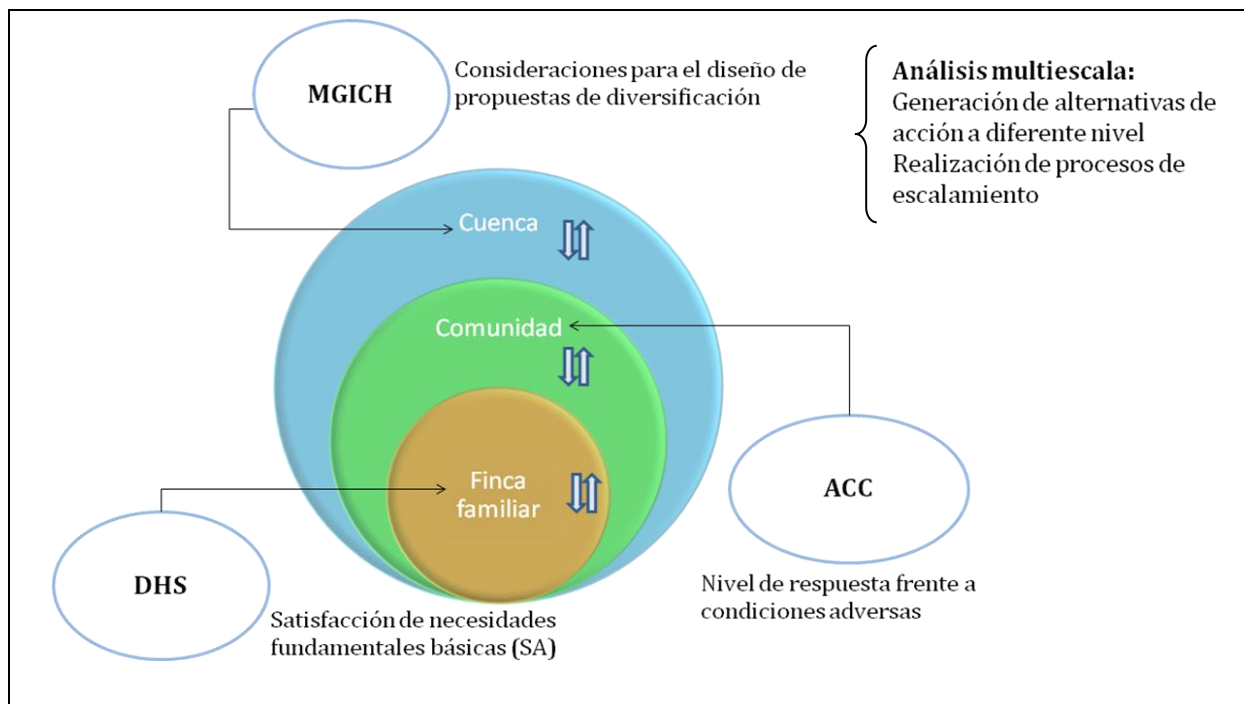 MGICH
Consideraciones para el diseño de
propuestas de diversificación
Análisis multiescala:
Generación de alternativas de
acción a diferente nivel
Realización de procesos de
escalamiento
Cuenca
Comunidad
Finca
familiar
ACC
Nivel de respuesta frente a
condiciones adversas
DHS
Satisfacción de necesidades
fundamentales básicas (SA)